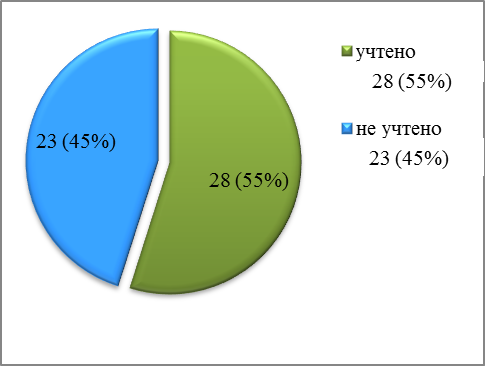 учтено
28 (55%)
не учтено
23 (45%)
23 (45%)
28 (55%)